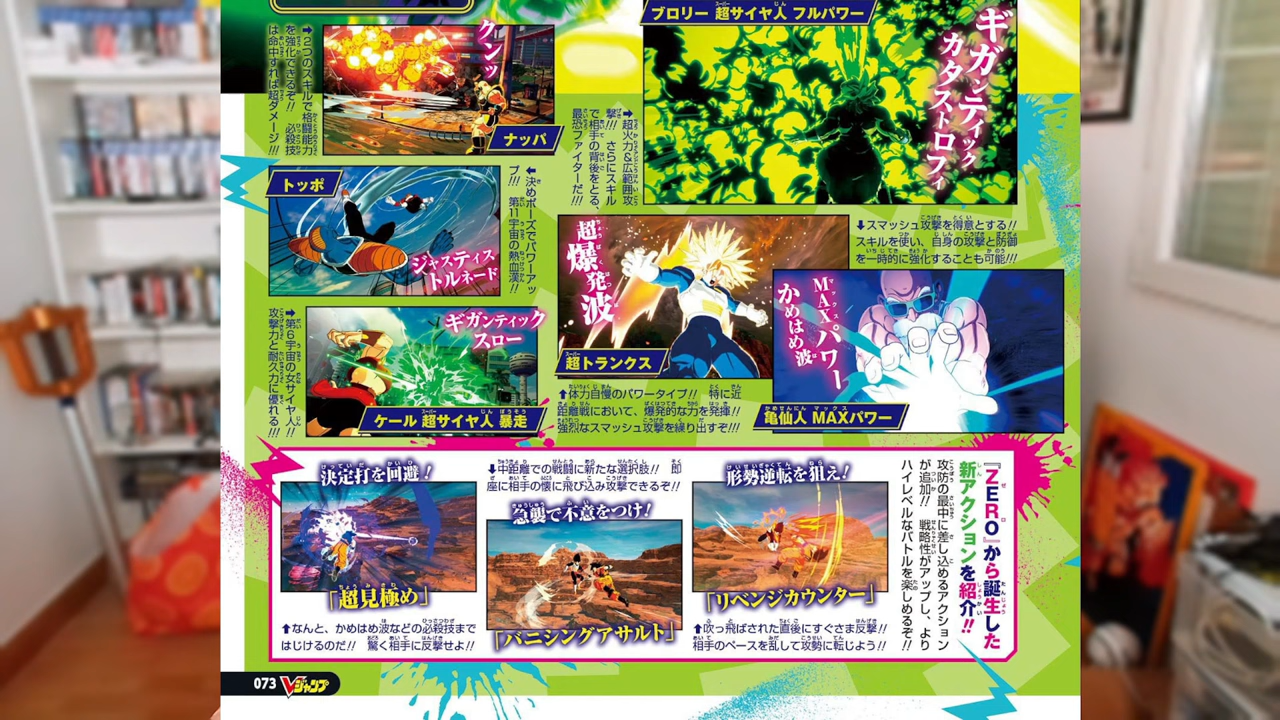 ブロリー 超サイヤ人 フルパワー
ギガンティック
カタストロフィ
➡超火力&広範囲攻
撃!!! さらにスキル
で相手の背後をとる、
最恐ファイターだ!!!
クンッ
ナッパ
➡2つのスキルで格闘能力
を強化できるぞ!! 必殺技
は命中すれば超ダメージ!!!
トッポ
ジャスティス
トルネード
⬅決めポーズでパワーアッ
プ!!! 第11宇宙の熱血漢!!
超爆発波
超トランクス
⬆体力自慢のパワータイプ!! 特に近
距離戦において、爆発的な力を発揮!!
強烈なスマッシュ攻撃を繰り出すぞ!!!
⬇スマッシュ攻撃を得意とする!!
スキルを使い、自身の攻撃と防御
を一時的に強化することも可能!!!
MAXパワー
かめはめ波
亀仙人 MAXパワー
ギガンティック
スロー
ケール 超サイヤ人 暴走
➡第6宇宙の女サイヤ人!!
攻撃力と耐久力に優れる!!!
『ZERO』から誕生した
新アクションを紹介!!
攻防の最中に差し込めるアクション
が追加!! 戦略性がアップし、より
ハイレベルなバトルを楽しめるぞ!!
形勢逆転を狙え!
「リベンジカウンター」
⬆吹っ飛ばされた直後にすぐさま反撃!!
相手のペースを乱して攻勢に転じよう!!
⬇中距離での戦闘に新たな選択肢!! 即
座に相手の懐に飛び込み攻撃できるぞ!!
急襲で不意をつけ!
「バニシングアサルト」
決定打を回避!
「超見極め」
⬆なんと、かめはめ波などの必殺技まで
はじけるのだ!! 驚く相手に反撃せよ!!
073 Vジャンプ